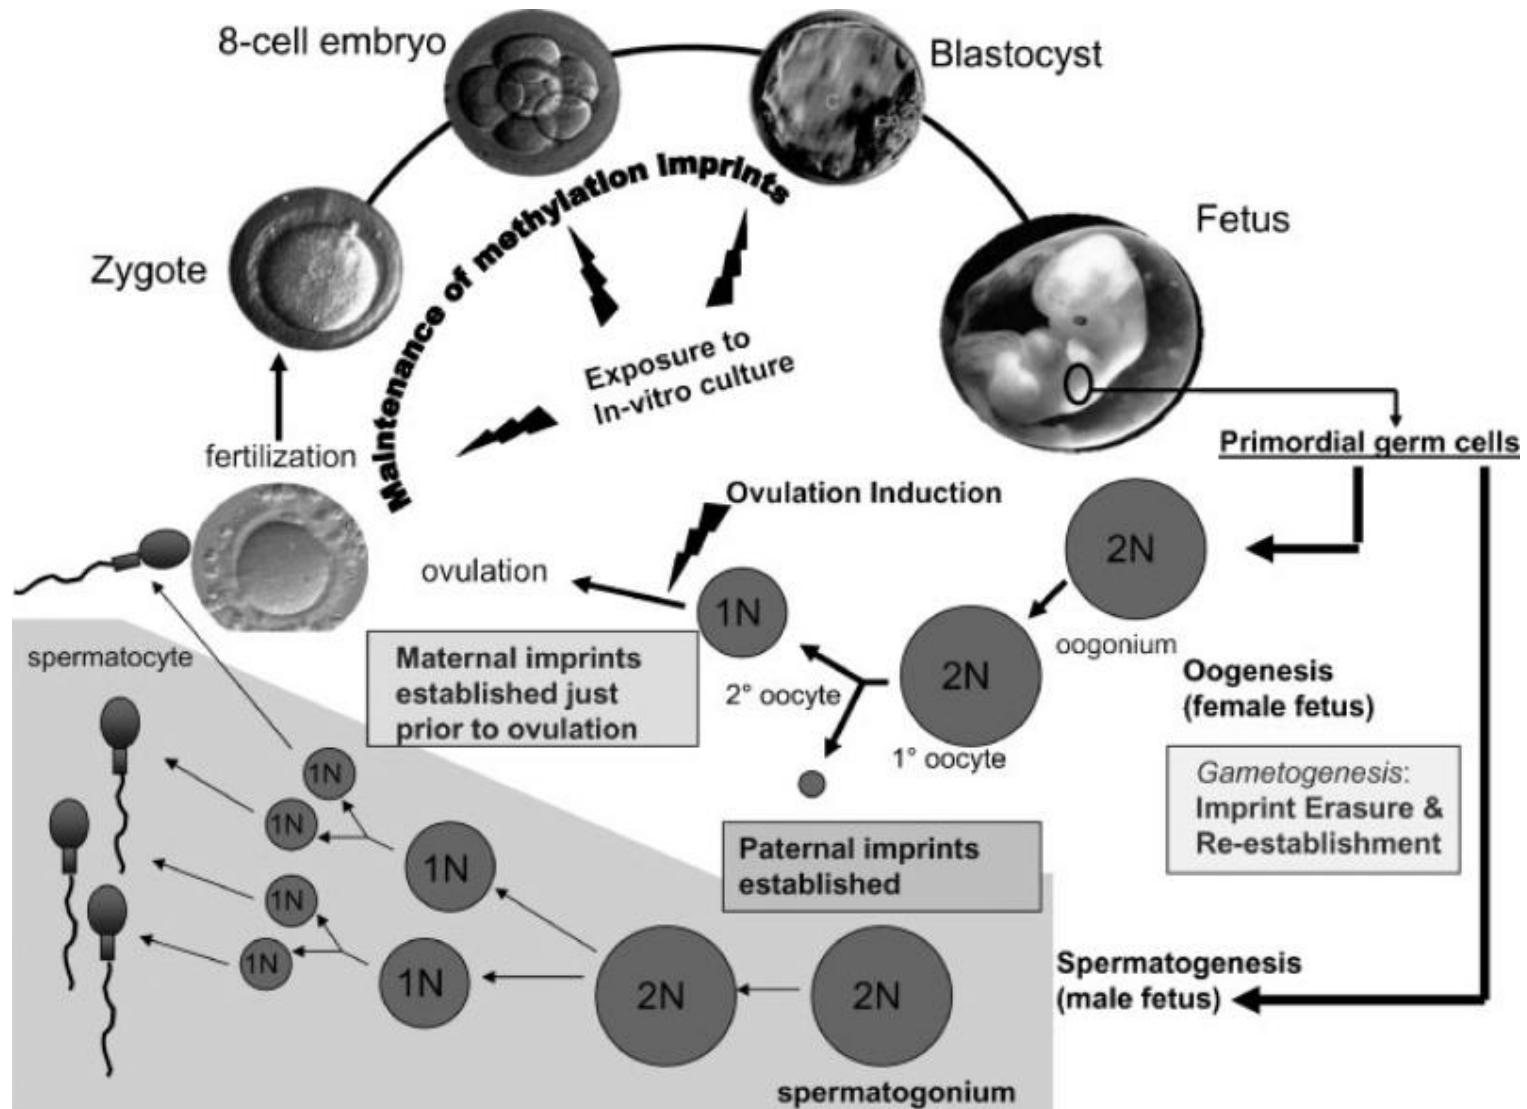 8-cell embryo
Blastocyst
Zygote
Fetus
Maintenance of methylation imprints
Exposure to
In-vitro culture
fertilization
Primordial germ cells
Ovulation Induction
2N
ovulation
1N
oogonium
2N
2° oocyte
1° oocyte
Oogenesis
(female fetus)
Maternal imprints
established just
prior to ovulation
spermatocyte
Gametogenesis:
Imprint Erasure &
Re-establishment
Paternal imprints
established
1N
1N
1N
1N
1N
1N
2N
2N
Spermatogenesis
(male fetus)
spermatogonium